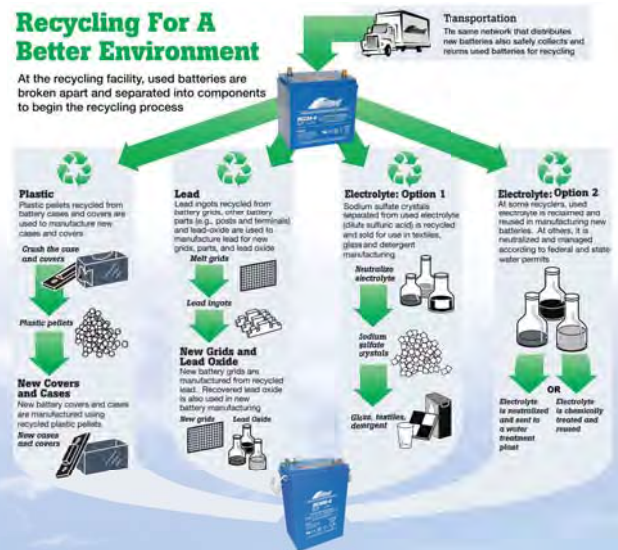 Recycling For A
Better Environment
At the recycling facility, used batteries are
broken apart and separated into components
to begin the recycling process
Transportation
The same network that distributes
new batteries also safely collects and
reurns used batteries for recycling
Plastic
Plastic pellets recycled from
battery cases and covers are
used to manufacture new
cases and covers
Crush the case
and covers
Plastic pellets
New Covers
and Cases
New battery covers and cases
are manufactured using
recycled plastic pellets
New cases
and covers
Lead
Lead ingots recycled from
battery grids, other battery
parts (e.g., posts and terminals)
and lead-oxide are used to
manufacture lead for new
grids, parts, and lead oxide
Melt grids
Lead ingots
New Grids and
Lead Oxide
New battery grids are
manufactured from recycled
lead. Recovered lead oxide
is also used in new
battery manufacturing
New grids
Lead Oxide
Electrolyte: Option 1
Sodium sulfate crystals
separated from used electrolyte
(dilute sulfuric acid) is recycled
and sold for use in textiles,
glass and detergent
manufacturing
Neutralize
electrolyte
Sodium
sulfate
crystals
Glass, textiles,
detergent
Electrolyte: Option 2
At some recyclers, used
electrolyte is reclaimed and
reused in manufacturing new
batteries. At others, it is
neutralized and managed
according to federal and state
water permits
Electrolyte
is neutralized
and sent to
a water
treatment
plant
OR
Electrolyte
is chemically
treated and
reused